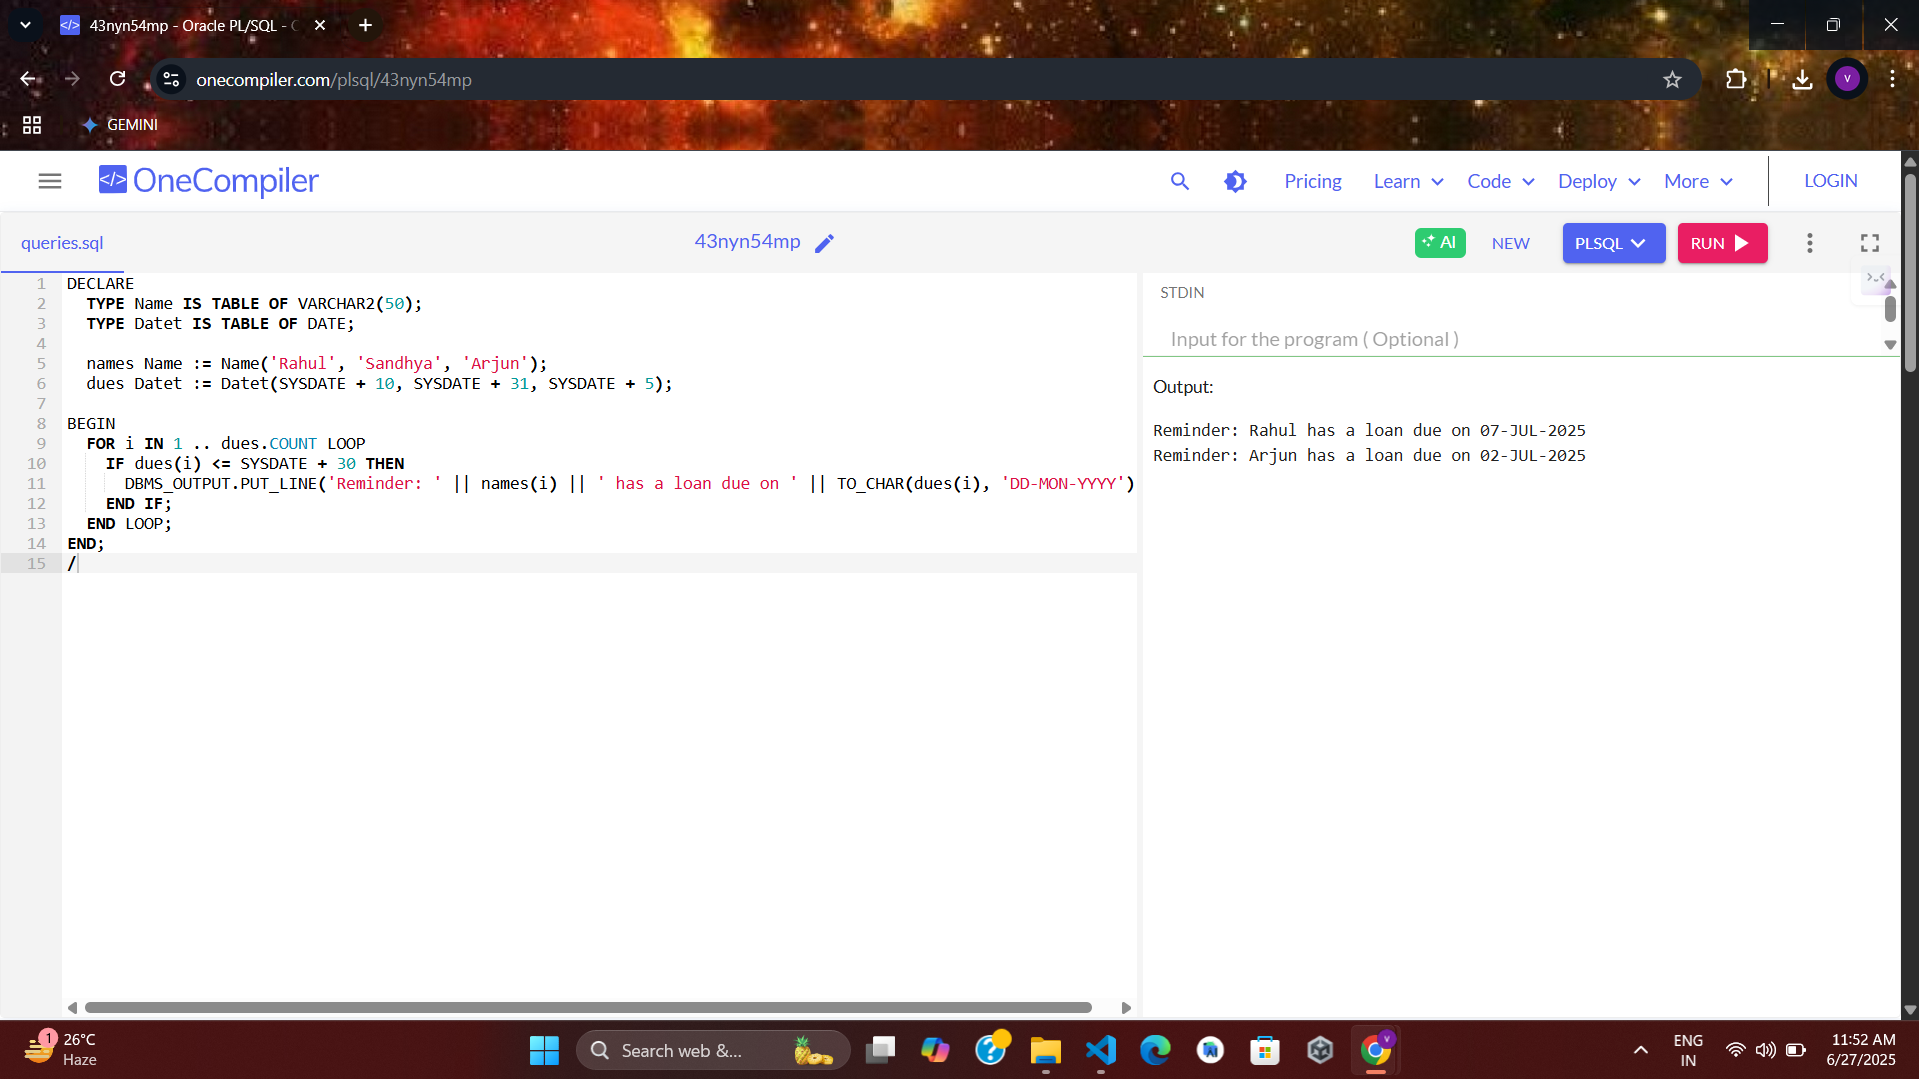 43nyn54mp - Oracle PL/SQL -
onecompiler.com/plsql/43nyn54mp
V
GEMINI
OneCompiler
Pricing
Learn
Code
Deploy
More
LOGIN
queries.sql
43nyn54mp
AI
NEW
PLSQL
RUN
1 DECLARE
2 TYPE Name IS TABLE OF VARCHAR2(50);
3 TYPE Datet IS TABLE OF DATE;
4
5 names Name := Name('Rahul', 'Sandhya', 'Arjun');
6 dues Datet := Datet(SYSDATE + 10, SYSDATE + 31, SYSDATE + 5);
7
8 BEGIN
9 FOR i IN 1 .. dues.COUNT LOOP
10 IF dues(i) <= SYSDATE + 30 THEN
11 DBMS_OUTPUT.PUT_LINE('Reminder: ' || names(i) || ' has a loan due on ' || TO_CHAR(dues(i), 'DD-MON-YYYY')
12 END IF;
13 END LOOP;
14 END;
15 /
STDIN
Input for the program ( Optional )
Output:
Reminder: Rahul has a loan due on 07-JUL-2025
Reminder: Arjun has a loan due on 02-JUL-2025
1
26°C
Haze
Search web &...
V
ENG
IN
11:52 AM
6/27/2025